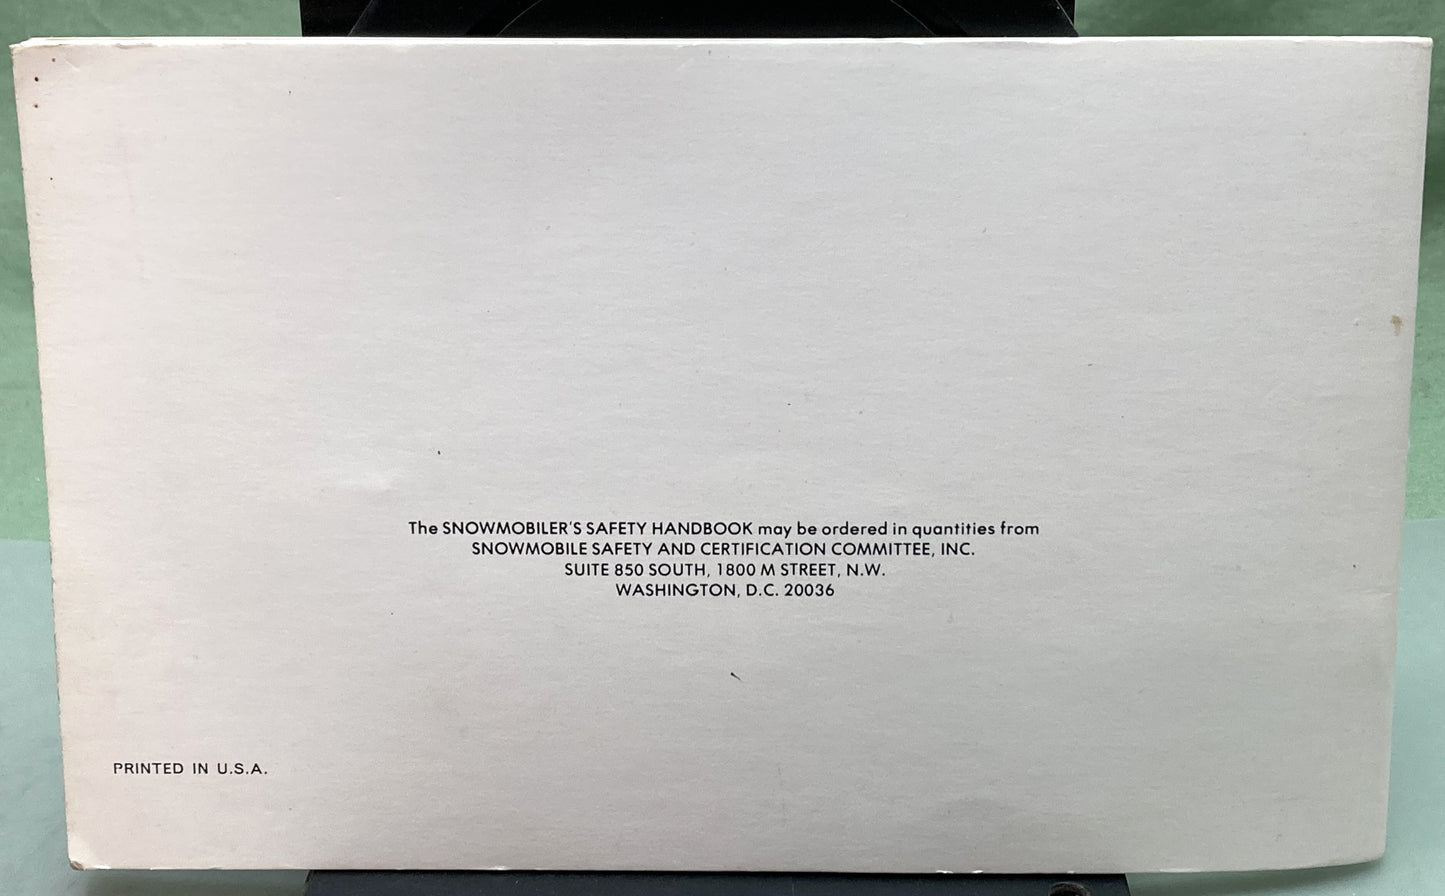 The SNOWMOBILER'S SAFETY HANDBOOK may be ordered in quantities from
SNOWMOBILE SAFETY AND CERTIFICATION COMMITTEE, INC.
SUITE 850 SOUTH, 1800 M STREET, N.W.
WASHINGTON, D.C. 20036
PRINTED IN U.S.A.